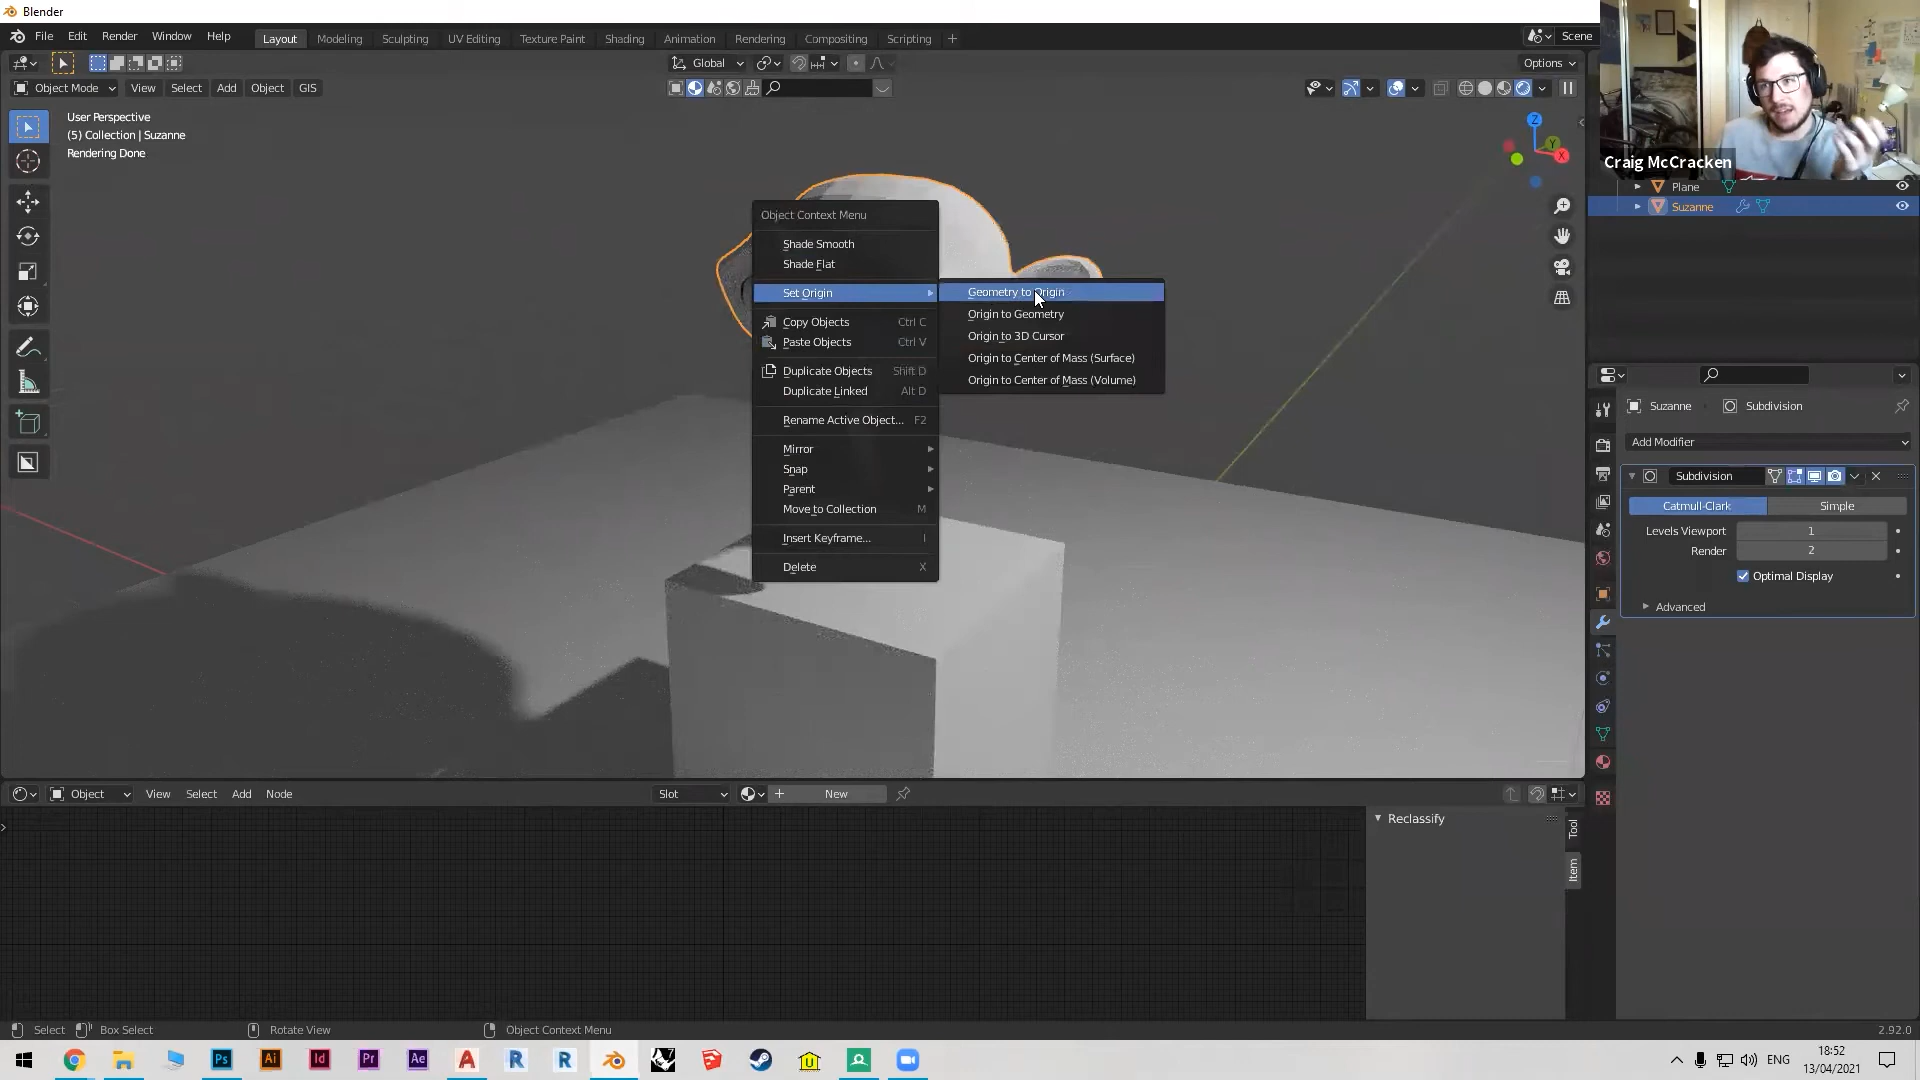 Blender
File Edit Render Window Help
Layout Modeling Sculpting UV Editing Texture Paint Shading Animation Rendering Compositing Scripting
Scene
Global
Options
Object Mode View Select Add Object GIS
User Perspective
(5) Collection | Suzanne
Rendering Done
Z
Y
X
Craig McCracken
Plane
Suzanne
Object Context Menu
Shade Smooth
Shade Flat
Set Origin
Copy Objects Ctrl C
Paste Objects Ctrl V
Duplicate Objects Shift D
Duplicate Linked Alt D
Rename Active Object... F2
Mirror
Snap
Parent
Move to Collection M
Insert Keyframe... I
Delete X
Geometry to Origin
Origin to Geometry
Origin to 3D Cursor
Origin to Center of Mass (Surface)
Origin to Center of Mass (Volume)
Suzanne Subdivision
Add Modifier
Subdivision
Catmull-Clark Simple
Levels Viewport 1
Render 2
Optimal Display
Advanced
Object View Select Add Node
Slot
New
Reclassify
Tool
Item
Select Box Select Rotate View Object Context Menu
2.92.0
Ps Ai Id Pr Ae A R R
ENG
18:52
13/04/2021